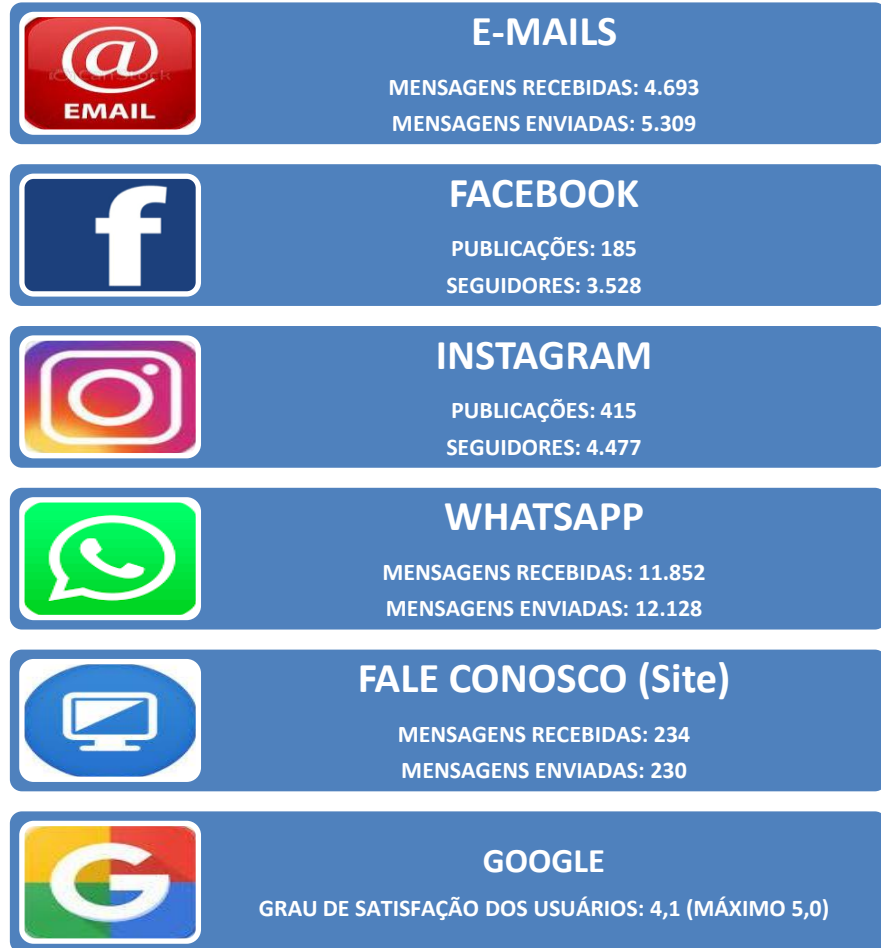 @
EMAIL
E-MAILS
MENSAGENS RECEBIDAS: 4.693
MENSAGENS ENVIADAS: 5.309
f
FACEBOOK
PUBLICAÇÕES: 185
SEGUIDORES: 3.528
INSTAGRAM
PUBLICAÇÕES: 415
SEGUIDORES: 4.477
WHATSAPP
MENSAGENS RECEBIDAS: 11.852
MENSAGENS ENVIADAS: 12.128
FALE CONOSCO (Site)
MENSAGENS RECEBIDAS: 234
MENSAGENS ENVIADAS: 230
G
GOOGLE
GRAU DE SATISFAÇÃO DOS USUÁRIOS: 4,1 (MÁXIMO 5,0)